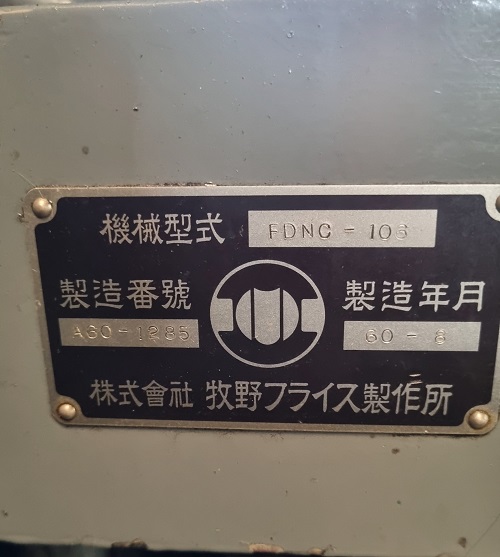 機械型式 FDNC-106
製造番號 製造年月
A60-1285 60-8
株式會社 牧野フライス製作所